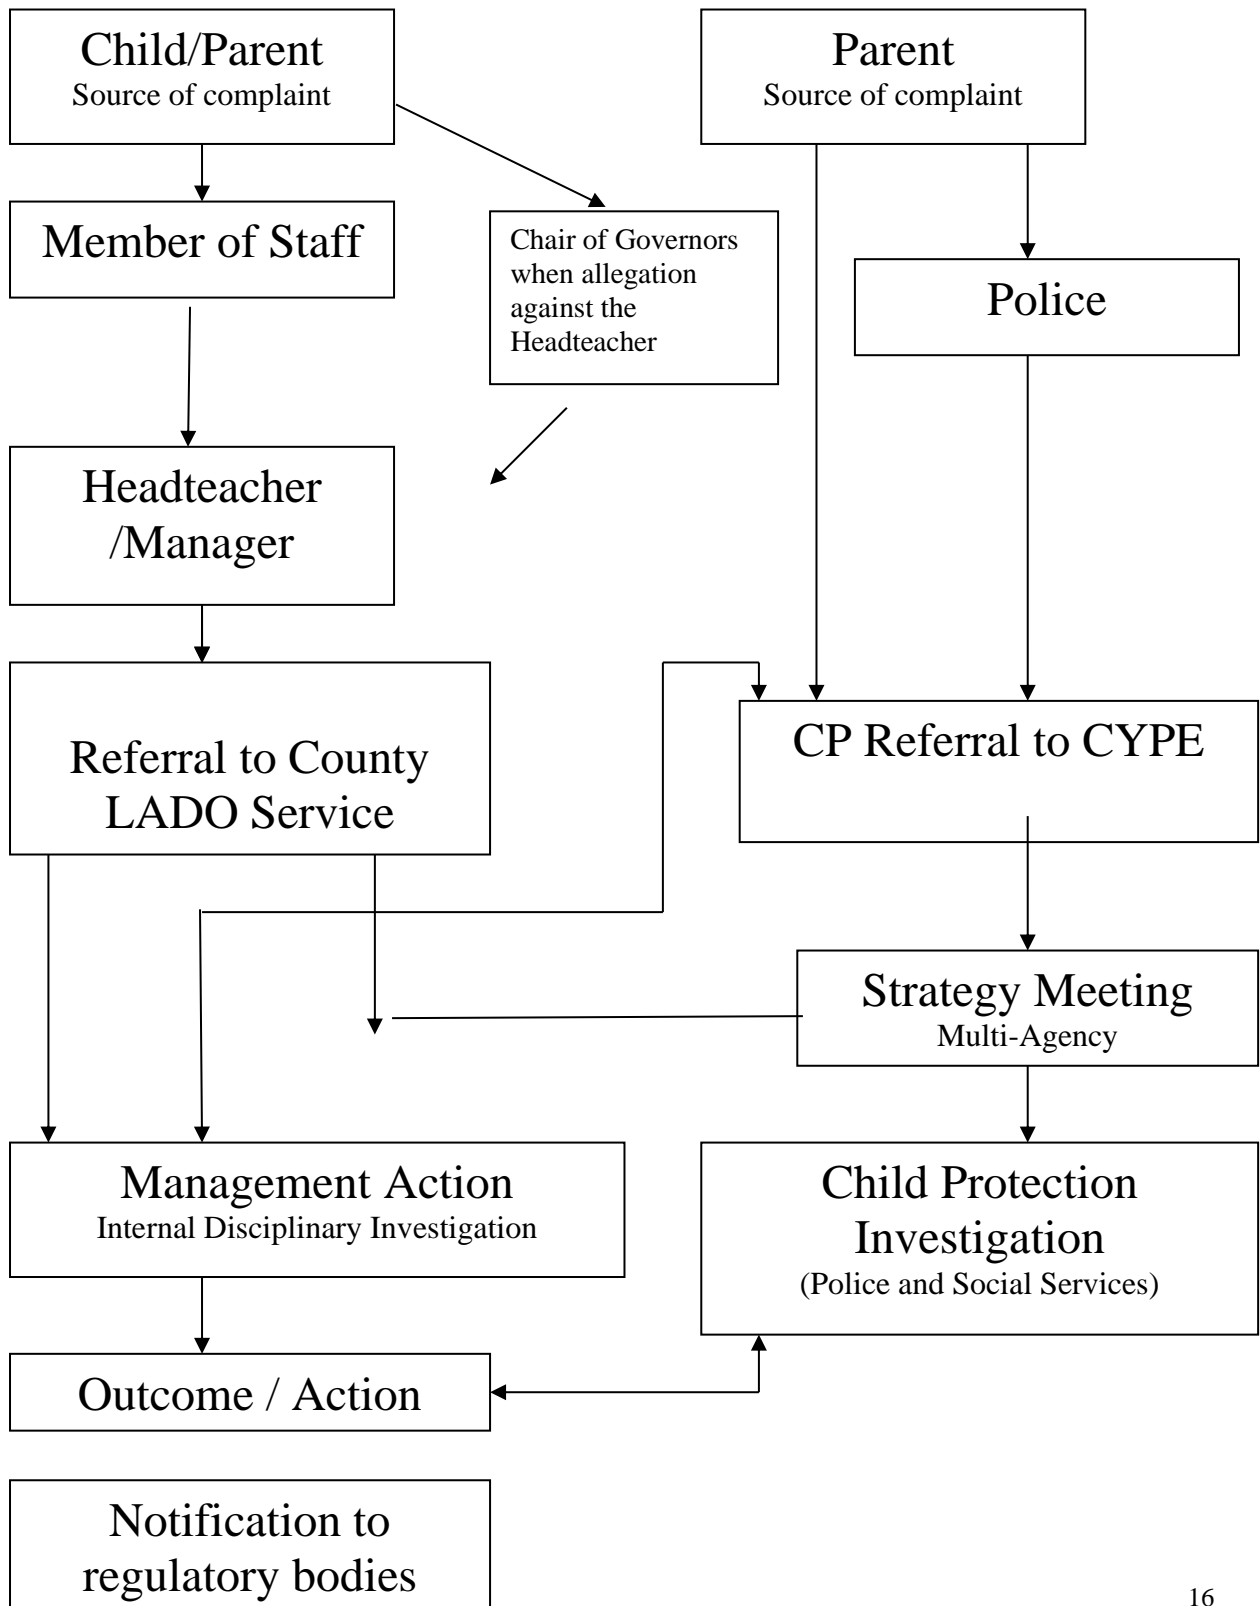 Child/Parent
Source of complaint
Parent
Source of complaint
Member of Staff
Chair of Governors
when allegation
against the
Headteacher
Police
Headteacher
/Manager
Referral to County
LADO Service
CP Referral to CYPE
Strategy Meeting
Multi-Agency
Management Action
Internal Disciplinary Investigation
Child Protection
Investigation
(Police and Social Services)
Outcome / Action
Notification to
regulatory bodies
16